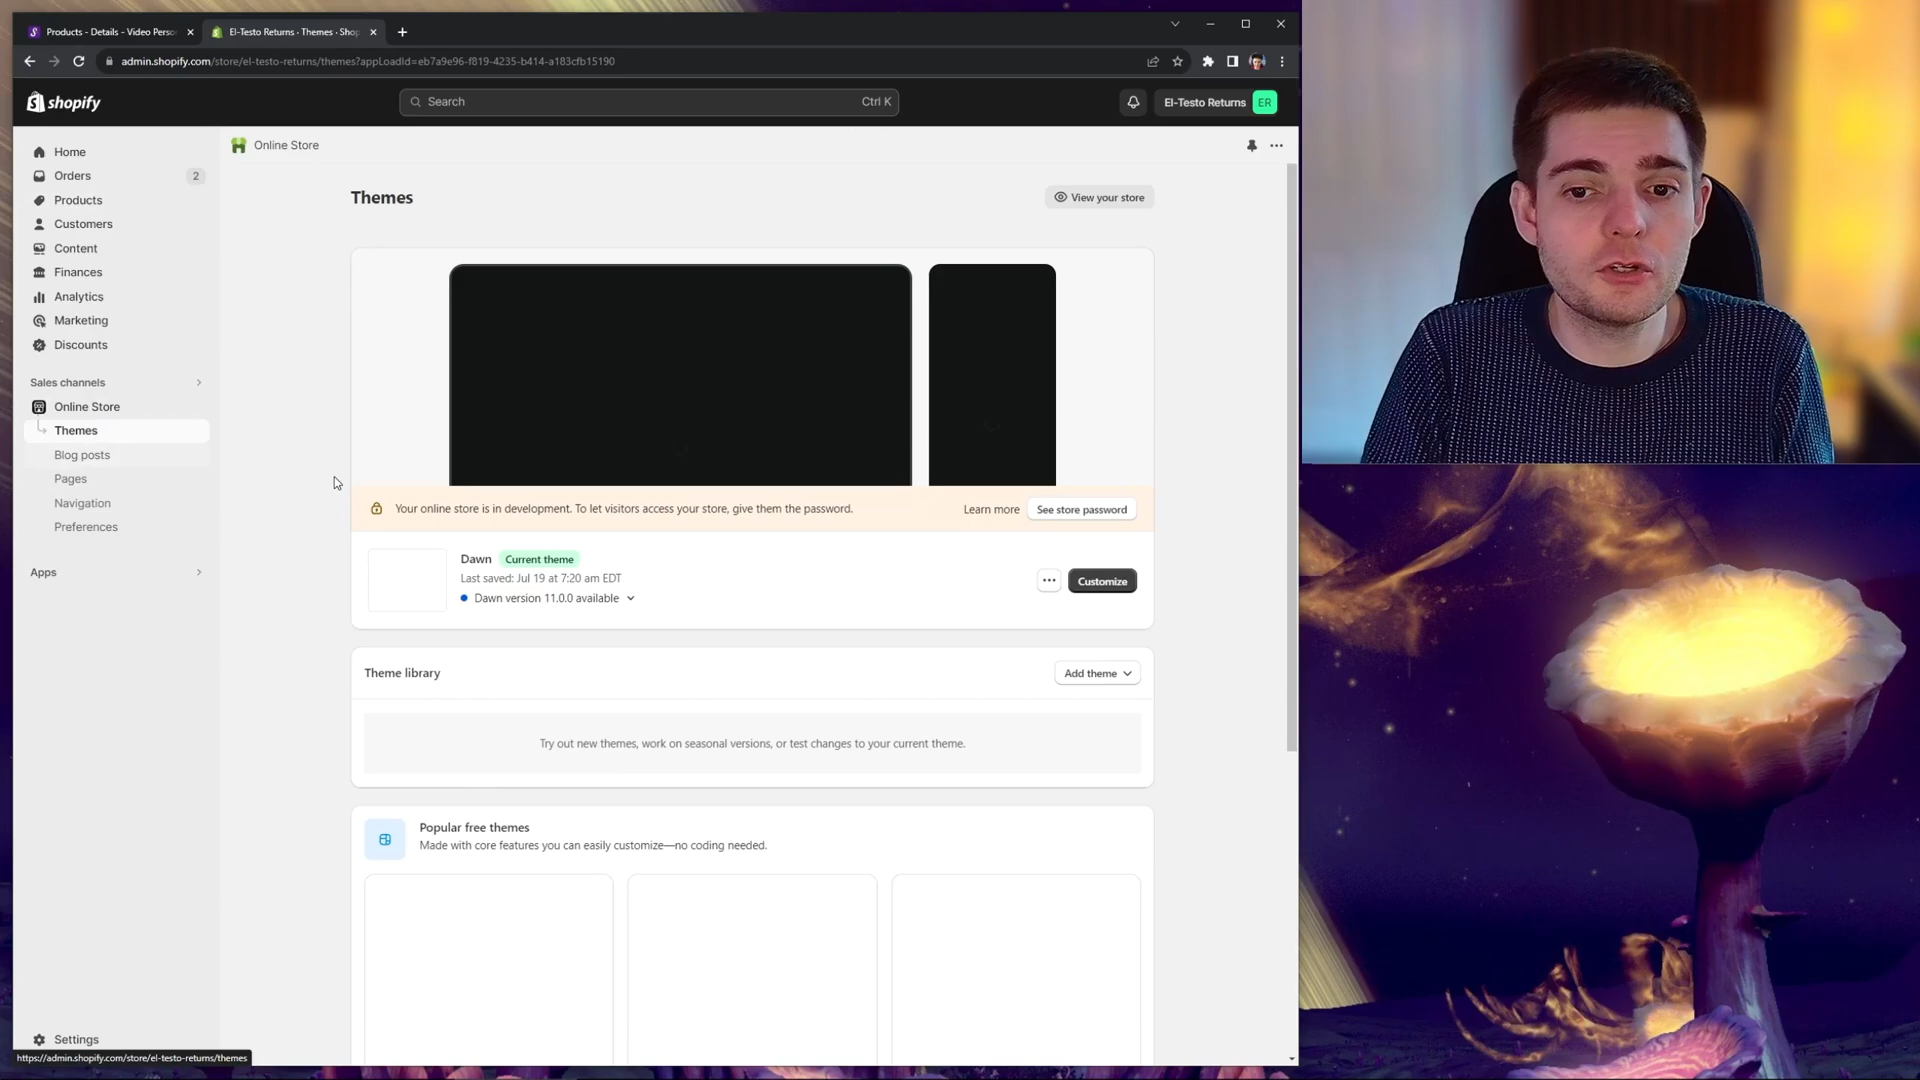 Products - Details - Video Perso
El-Testo Returns · Themes · Shop
admin.shopify.com/store/el-testo-returns/themes?appLoadId=eb7a9e96-f819-4235-b414-a183cfb15190
shopify
Search
Ctrl K
El-Testo Returns
ER
Home
Orders
2
Products
Customers
Content
Finances
Analytics
Marketing
Discounts
Sales channels
Online Store
Themes
Blog posts
Pages
Navigation
Preferences
Apps
Settings
https://admin.shopify.com/store/el-testo-returns/themes
Online Store
Themes
View your store
Your online store is in development. To let visitors access your store, give them the password.
Learn more
See store password
Dawn
Current theme
Last saved: Jul 19 at 7:20 am EDT
Dawn version 11.0.0 available
Customize
Theme library
Add theme
Try out new themes, work on seasonal versions, or test changes to your current theme.
Popular free themes
Made with core features you can easily customize—no coding needed.